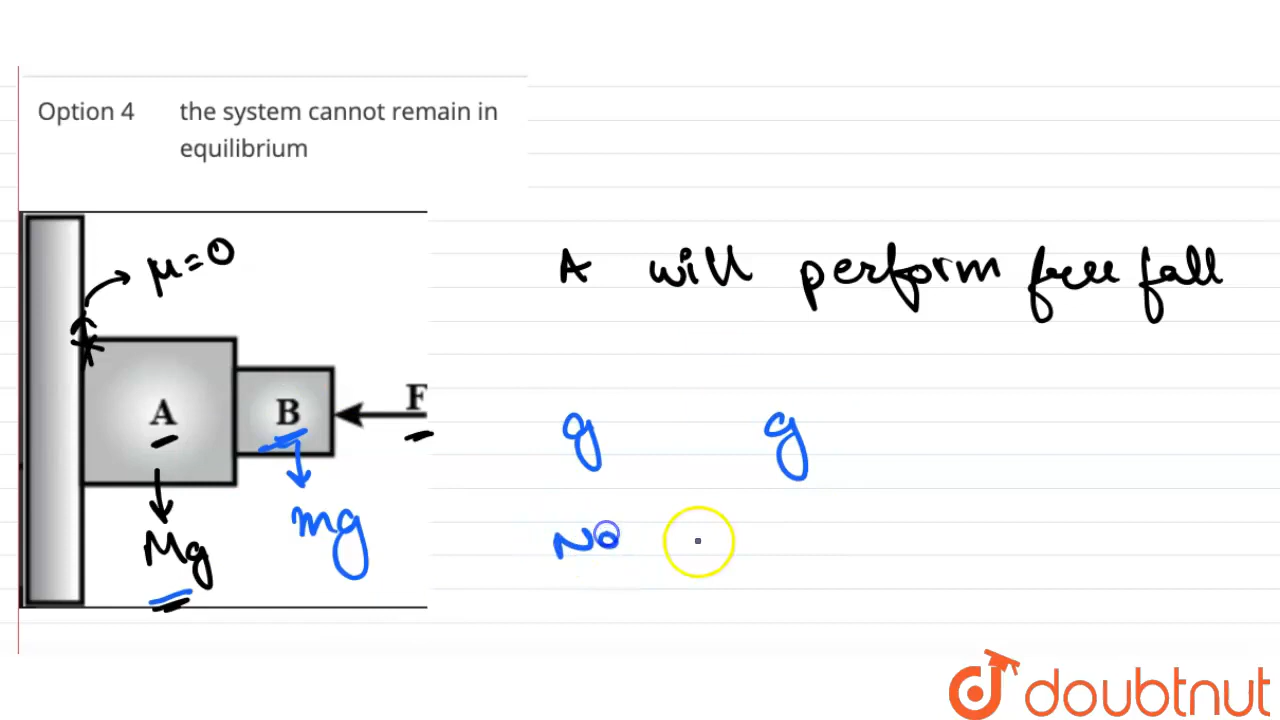 Option 4 the system cannot remain in
equilibrium
μ=0
A will perform free fall
A
B
F
g g
Mg
mg
No
doubtnut